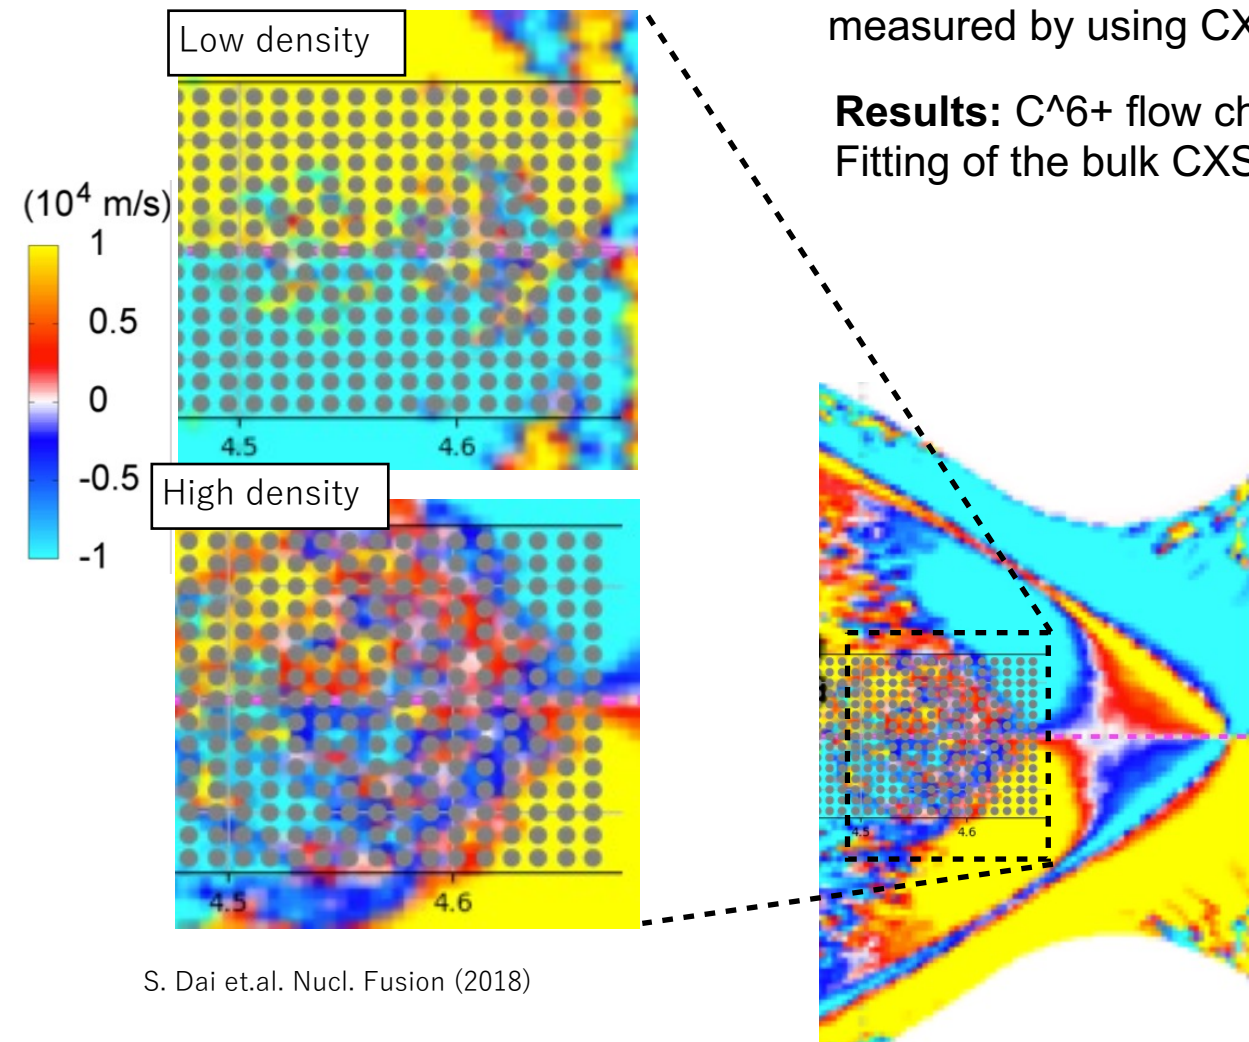 Low density
measured by using CX
Results: C^6+ flow ch
Fitting of the bulk CXS
(10⁴ m/s)
1
0.5
0
-0.5
-1
4.5 4.6
High density
4.5 4.6
4.5 4.6
S. Dai et.al. Nucl. Fusion (2018)